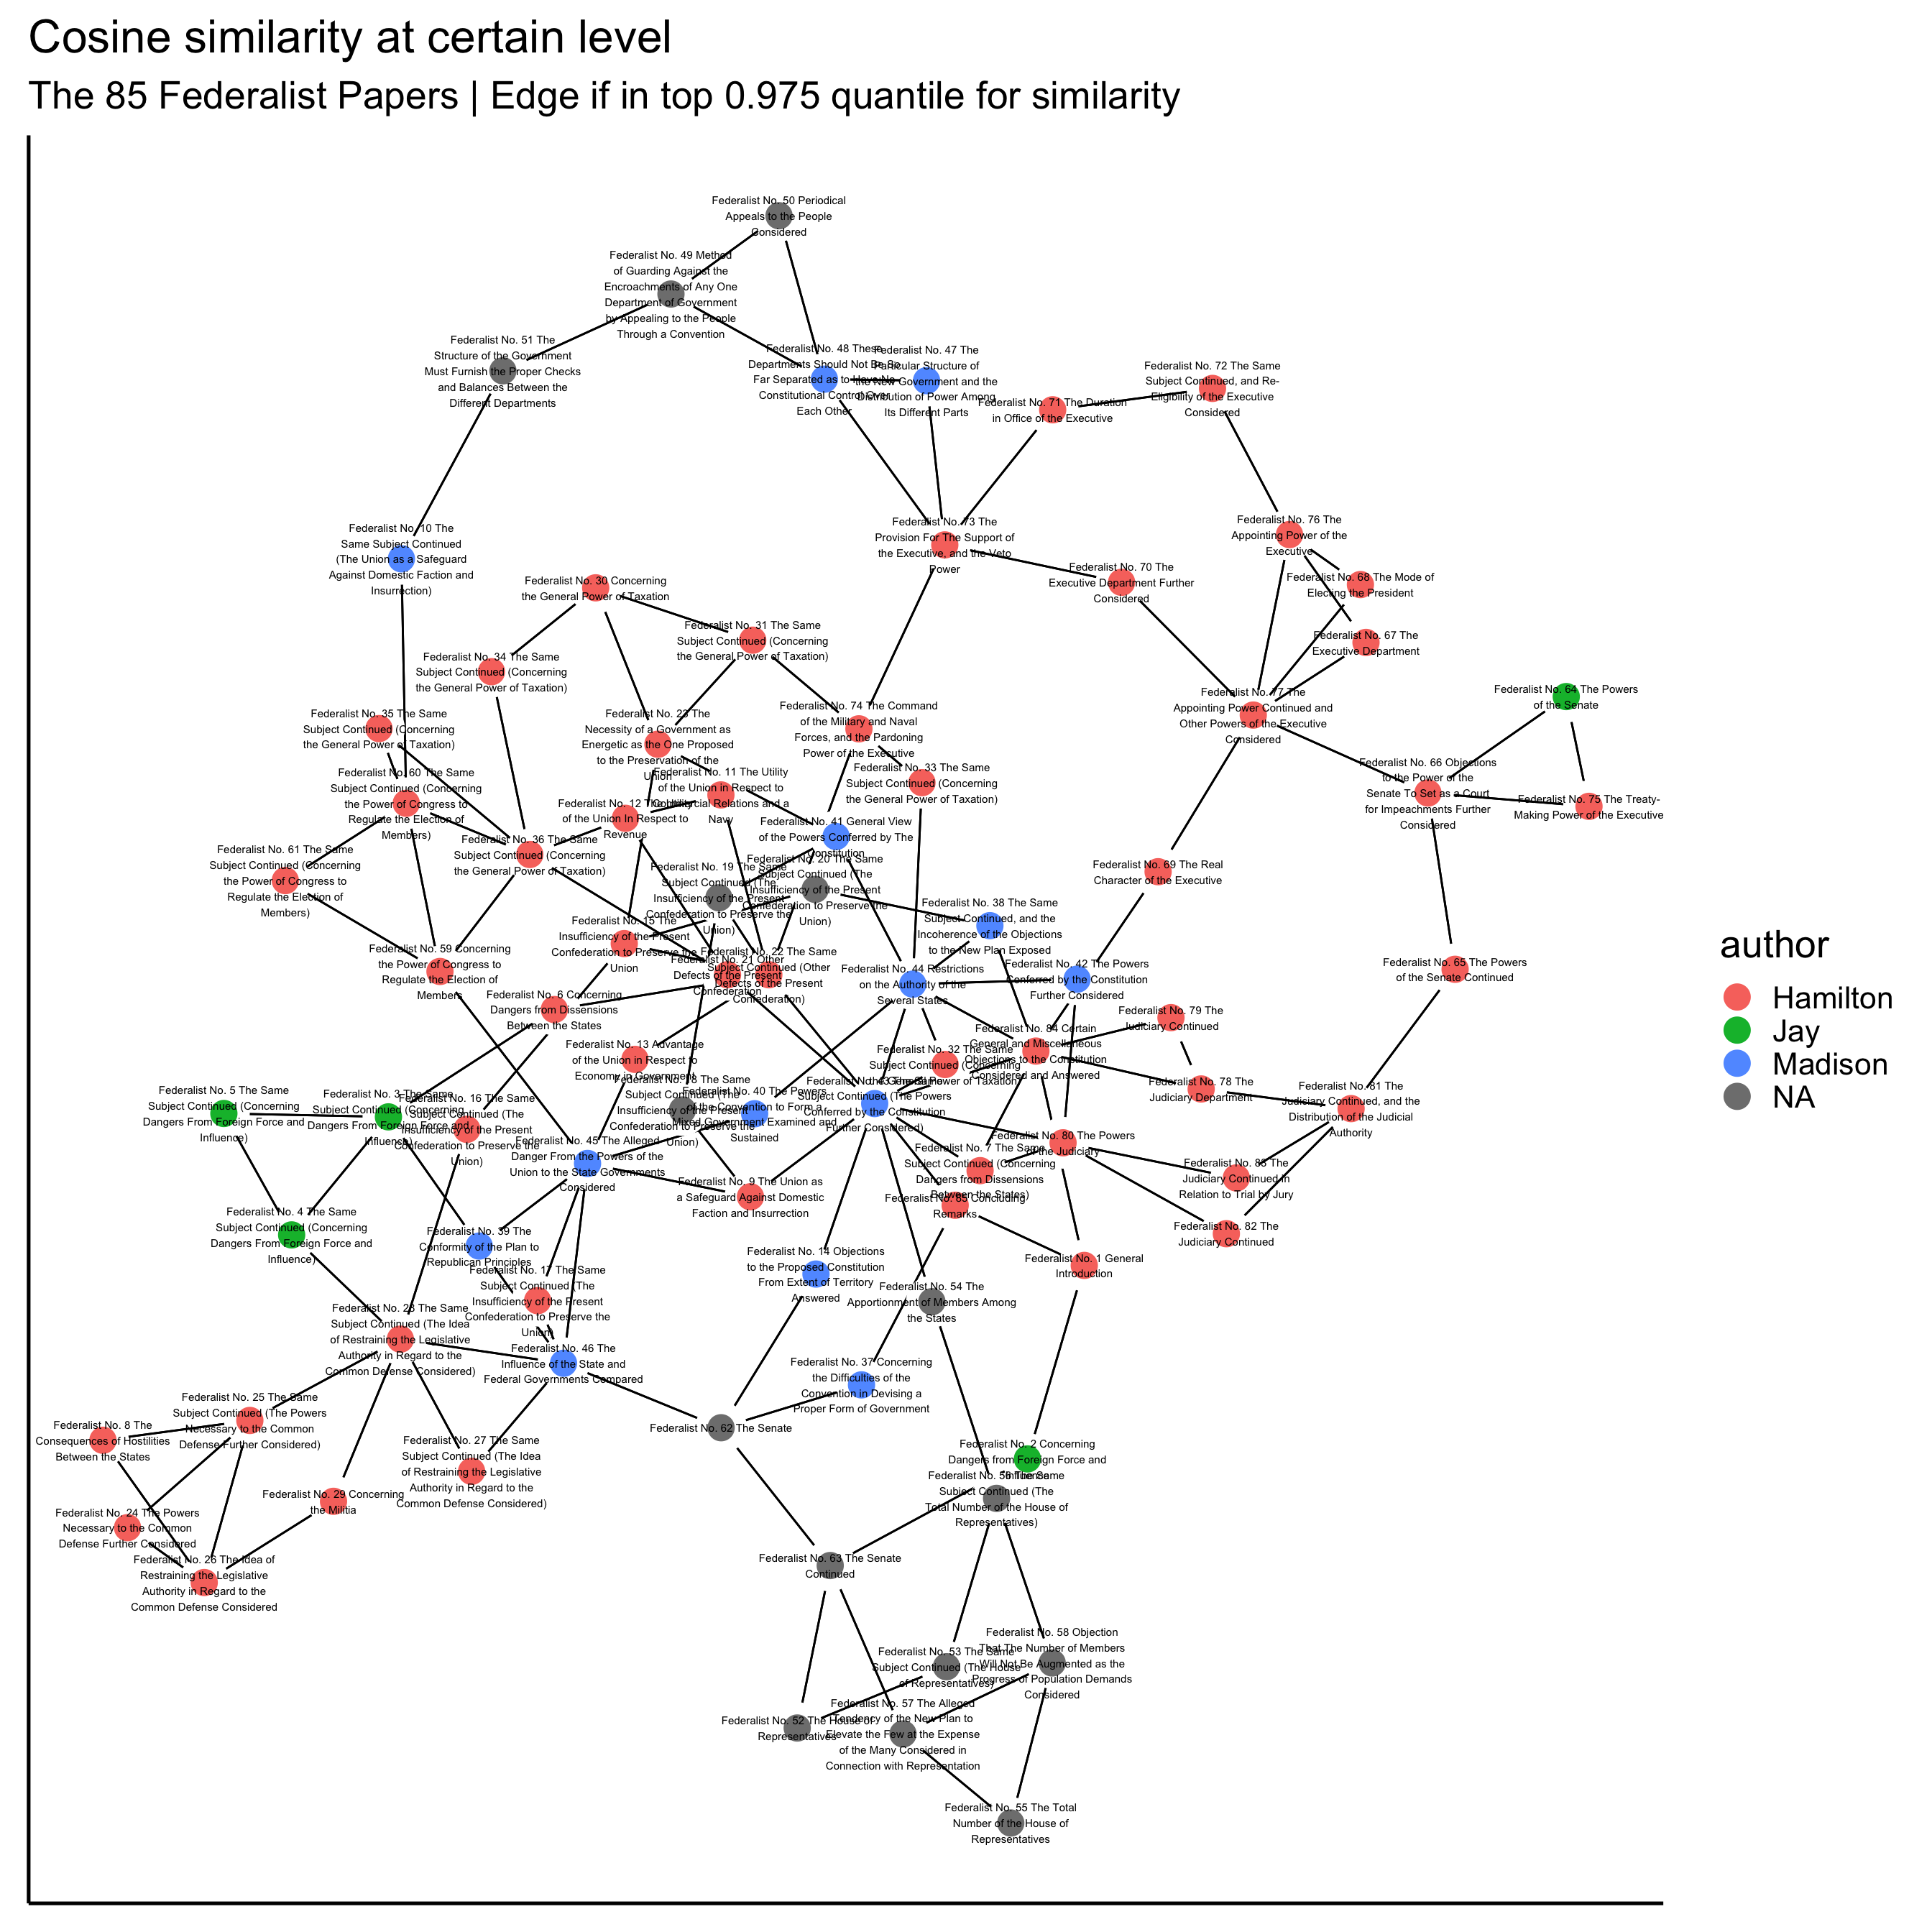 Cosine similarity at certain level
The 85 Federalist Papers | Edge if in top 0.975 quantile for similarity
Federalist No. 50 Periodical
Appeals to the People
Considered
Federalist No. 49 Method
of Guarding Against the
Encroachments of Any One
Department of Government
by Appealing to the People
Through a Convention
Federalist No. 51 The
Structure of the Government
Must Furnish the Proper Checks
and Balances Between the
Different Departments
Federalist No. 48 These
Departments Should Not Be So
Far Separated as to Have No
Constitutional Control Over
Each Other
Federalist No. 47 The
Particular Structure of
the New Government and the
Distribution of Power Among
Its Different Parts
Federalist No. 71 The Duration
in Office of the Executive
Federalist No. 72 The Same
Subject Continued, and Re-
Eligibility of the Executive
Considered
Federalist No. 10 The
Same Subject Continued
(The Union as a Safeguard
Against Domestic Faction and
Insurrection)
Federalist No. 73 The
Provision For The Support of
the Executive, and the Veto
Power
Federalist No. 76 The
Appointing Power of the
Executive
Federalist No. 70 The
Executive Department Further
Considered
Federalist No. 68 The Mode of
Electing the President
Federalist No. 67 The
Executive Department
Federalist No. 30 Concerning
the General Power of Taxation
Federalist No. 31 The Same
Subject Continued (Concerning
the General Power of Taxation)
Federalist No. 34 The Same
Subject Continued (Concerning
the General Power of Taxation)
Federalist No. 35 The Same
Subject Continued (Concerning
the General Power of Taxation)
Federalist No. 23 The
Necessity of a Government as
Energetic as the One Proposed
to the Preservation of the
Union
Federalist No. 74 The Command
of the Military and Naval
Forces, and the Pardoning
Power of the Executive
Federalist No. 77 The
Appointing Power Continued and
Other Powers of the Executive
Considered
Federalist No. 64 The Powers
of the Senate
Federalist No. 60 The Same
Subject Continued (Concerning
the Power of Congress to
Regulate the Election of
Members)
Federalist No. 11 The Utility
of the Union in Respect to
Commercial Relations and a
Navy
Federalist No. 33 The Same
Subject Continued (Concerning
the General Power of Taxation)
Federalist No. 66 Objections
to the Power of the
Senate To Set as a Court
for Impeachments Further
Considered
Federalist No. 75 The Treaty-
Making Power of the Executive
Federalist No. 12 The Utility
of the Union In Respect to
Revenue
Federalist No. 41 General View
of the Powers Conferred by The
Constitution
Federalist No. 36 The Same
Subject Continued (Concerning
the General Power of Taxation)
Federalist No. 61 The Same
Subject Continued (Concerning
the Power of Congress to
Regulate the Election of
Members)
Federalist No. 19 The Same
Subject Continued (The
Insufficiency of the Present
Confederation to Preserve the
Union)
Federalist No. 20 The Same
Subject Continued (The
Insufficiency of the Present
Confederation to Preserve the
Union)
Federalist No. 69 The Real
Character of the Executive
Federalist No. 38 The Same
Subject Continued, and the
Incoherence of the Objections
to the New Plan Exposed
Federalist No. 15
Insufficiency of the Present
Confederation to Preserve the
Union
Federalist No. 59 Concerning
the Power of Congress to
Regulate the Election of
Members
Federalist No. 21 Other
Defects of the Present
Confederation
Federalist No. 22 The Same
Subject Continued (Other
Defects of the Present
Confederation)
Federalist No. 44 Restrictions
on the Authority of the
Several States
Federalist No. 42 The Powers
Conferred by the Constitution
Further Considered
Federalist No. 65 The Powers
of the Senate Continued
Federalist No. 6 Concerning
Dangers from Dissensions
Between the States
Federalist No. 79 The
Judiciary Continued
Federalist No. 84 Certain
General and Miscellaneous
Objections to the Constitution
Considered and Answered
Federalist No. 13 Advantage
of the Union in Respect to
Economy in Government
Federalist No. 32 The Same
Subject Continued (Concerning
the General Power of Taxation)
Federalist No. 78 The
Judiciary Department
Federalist No. 81 The
Judiciary Continued, and the
Distribution of the Judicial
Authority
Federalist No. 5 The Same
Subject Continued (Concerning
Dangers From Foreign Force and
Influence)
Federalist No. 3 The Same
Subject Continued (Concerning
Dangers From Foreign Force and
Influence)
Federalist No. 16 The Same
Subject Continued (The
Insufficiency of the Present
Confederation to Preserve the
Union)
Federalist No. 18 The Same
Subject Continued (The
Insufficiency of the Present
Confederation to Preserve the
Union)
Federalist No. 40 The Powers
of the Convention to Form a
Mixed Government Examined and
Sustained
Federalist No. 43 The Same
Subject Continued (The Powers
Conferred by the Constitution
Further Considered)
Federalist No. 45 The Alleged
Danger From the Powers of the
Union to the State Governments
Considered
Federalist No. 80 The Powers
of the Judiciary
Federalist No. 7 The Same
Subject Continued (Concerning
Dangers from Dissensions
Between the States)
Federalist No. 83 The
Judiciary Continued in
Relation to Trial by Jury
Federalist No. 9 The Union as
a Safeguard Against Domestic
Faction and Insurrection
Federalist No. 85 Concluding
Remarks
Federalist No. 82 The
Judiciary Continued
Federalist No. 4 The Same
Subject Continued (Concerning
Dangers From Foreign Force and
Influence)
Federalist No. 39 The
Conformity of the Plan to
Republican Principles
Federalist No. 14 Objections
to the Proposed Constitution
From Extent of Territory
Answered
Federalist No. 1 General
Introduction
Federalist No. 17 The Same
Subject Continued (The
Insufficiency of the Present
Confederation to Preserve the
Union)
Federalist No. 54 The
Apportionment of Members Among
the States
Federalist No. 28 The Same
Subject Continued (The Idea
of Restraining the Legislative
Authority in Regard to the
Common Defense Considered)
Federalist No. 46 The
Influence of the State and
Federal Governments Compared
Federalist No. 37 Concerning
the Difficulties of the
Convention in Devising a
Proper Form of Government
Federalist No. 25 The Same
Subject Continued (The Powers
Necessary to the Common
Defense Further Considered)
Federalist No. 8 The
Consequences of Hostilities
Between the States
Federalist No. 62 The Senate
Federalist No. 27 The Same
Subject Continued (The Idea
of Restraining the Legislative
Authority in Regard to the
Common Defense Considered)
Federalist No. 2 Concerning
Dangers from Foreign Force and
Influence
Federalist No. 56 The Same
Subject Continued (The
Total Number of the House of
Representatives)
Federalist No. 29 Concerning
the Militia
Federalist No. 24 The Powers
Necessary to the Common
Defense Further Considered
Federalist No. 26 The Idea of
Restraining the Legislative
Authority in Regard to the
Common Defense Considered
Federalist No. 63 The Senate
Continued
Federalist No. 53 The Same
Subject Continued (The House
of Representatives)
Federalist No. 58 Objection
That The Number of Members
Will Not Be Augmented as the
Progress of Population Demands
Considered
Federalist No. 52 The House of
Representatives
Federalist No. 57 The Alleged
Tendency of the New Plan to
Elevate the Few at the Expense
of the Many Considered in
Connection with Representation
Federalist No. 55 The Total
Number of the House of
Representatives
author
Hamilton
Jay
Madison
NA